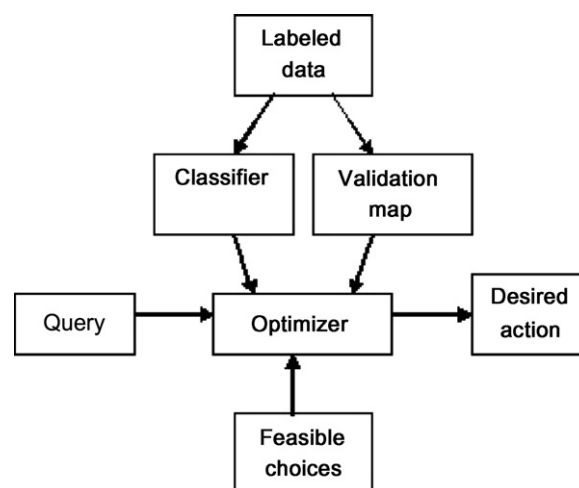 Labeled
data
Classifier
Validation
map
Query
Optimizer
Desired
action
Feasible
choices